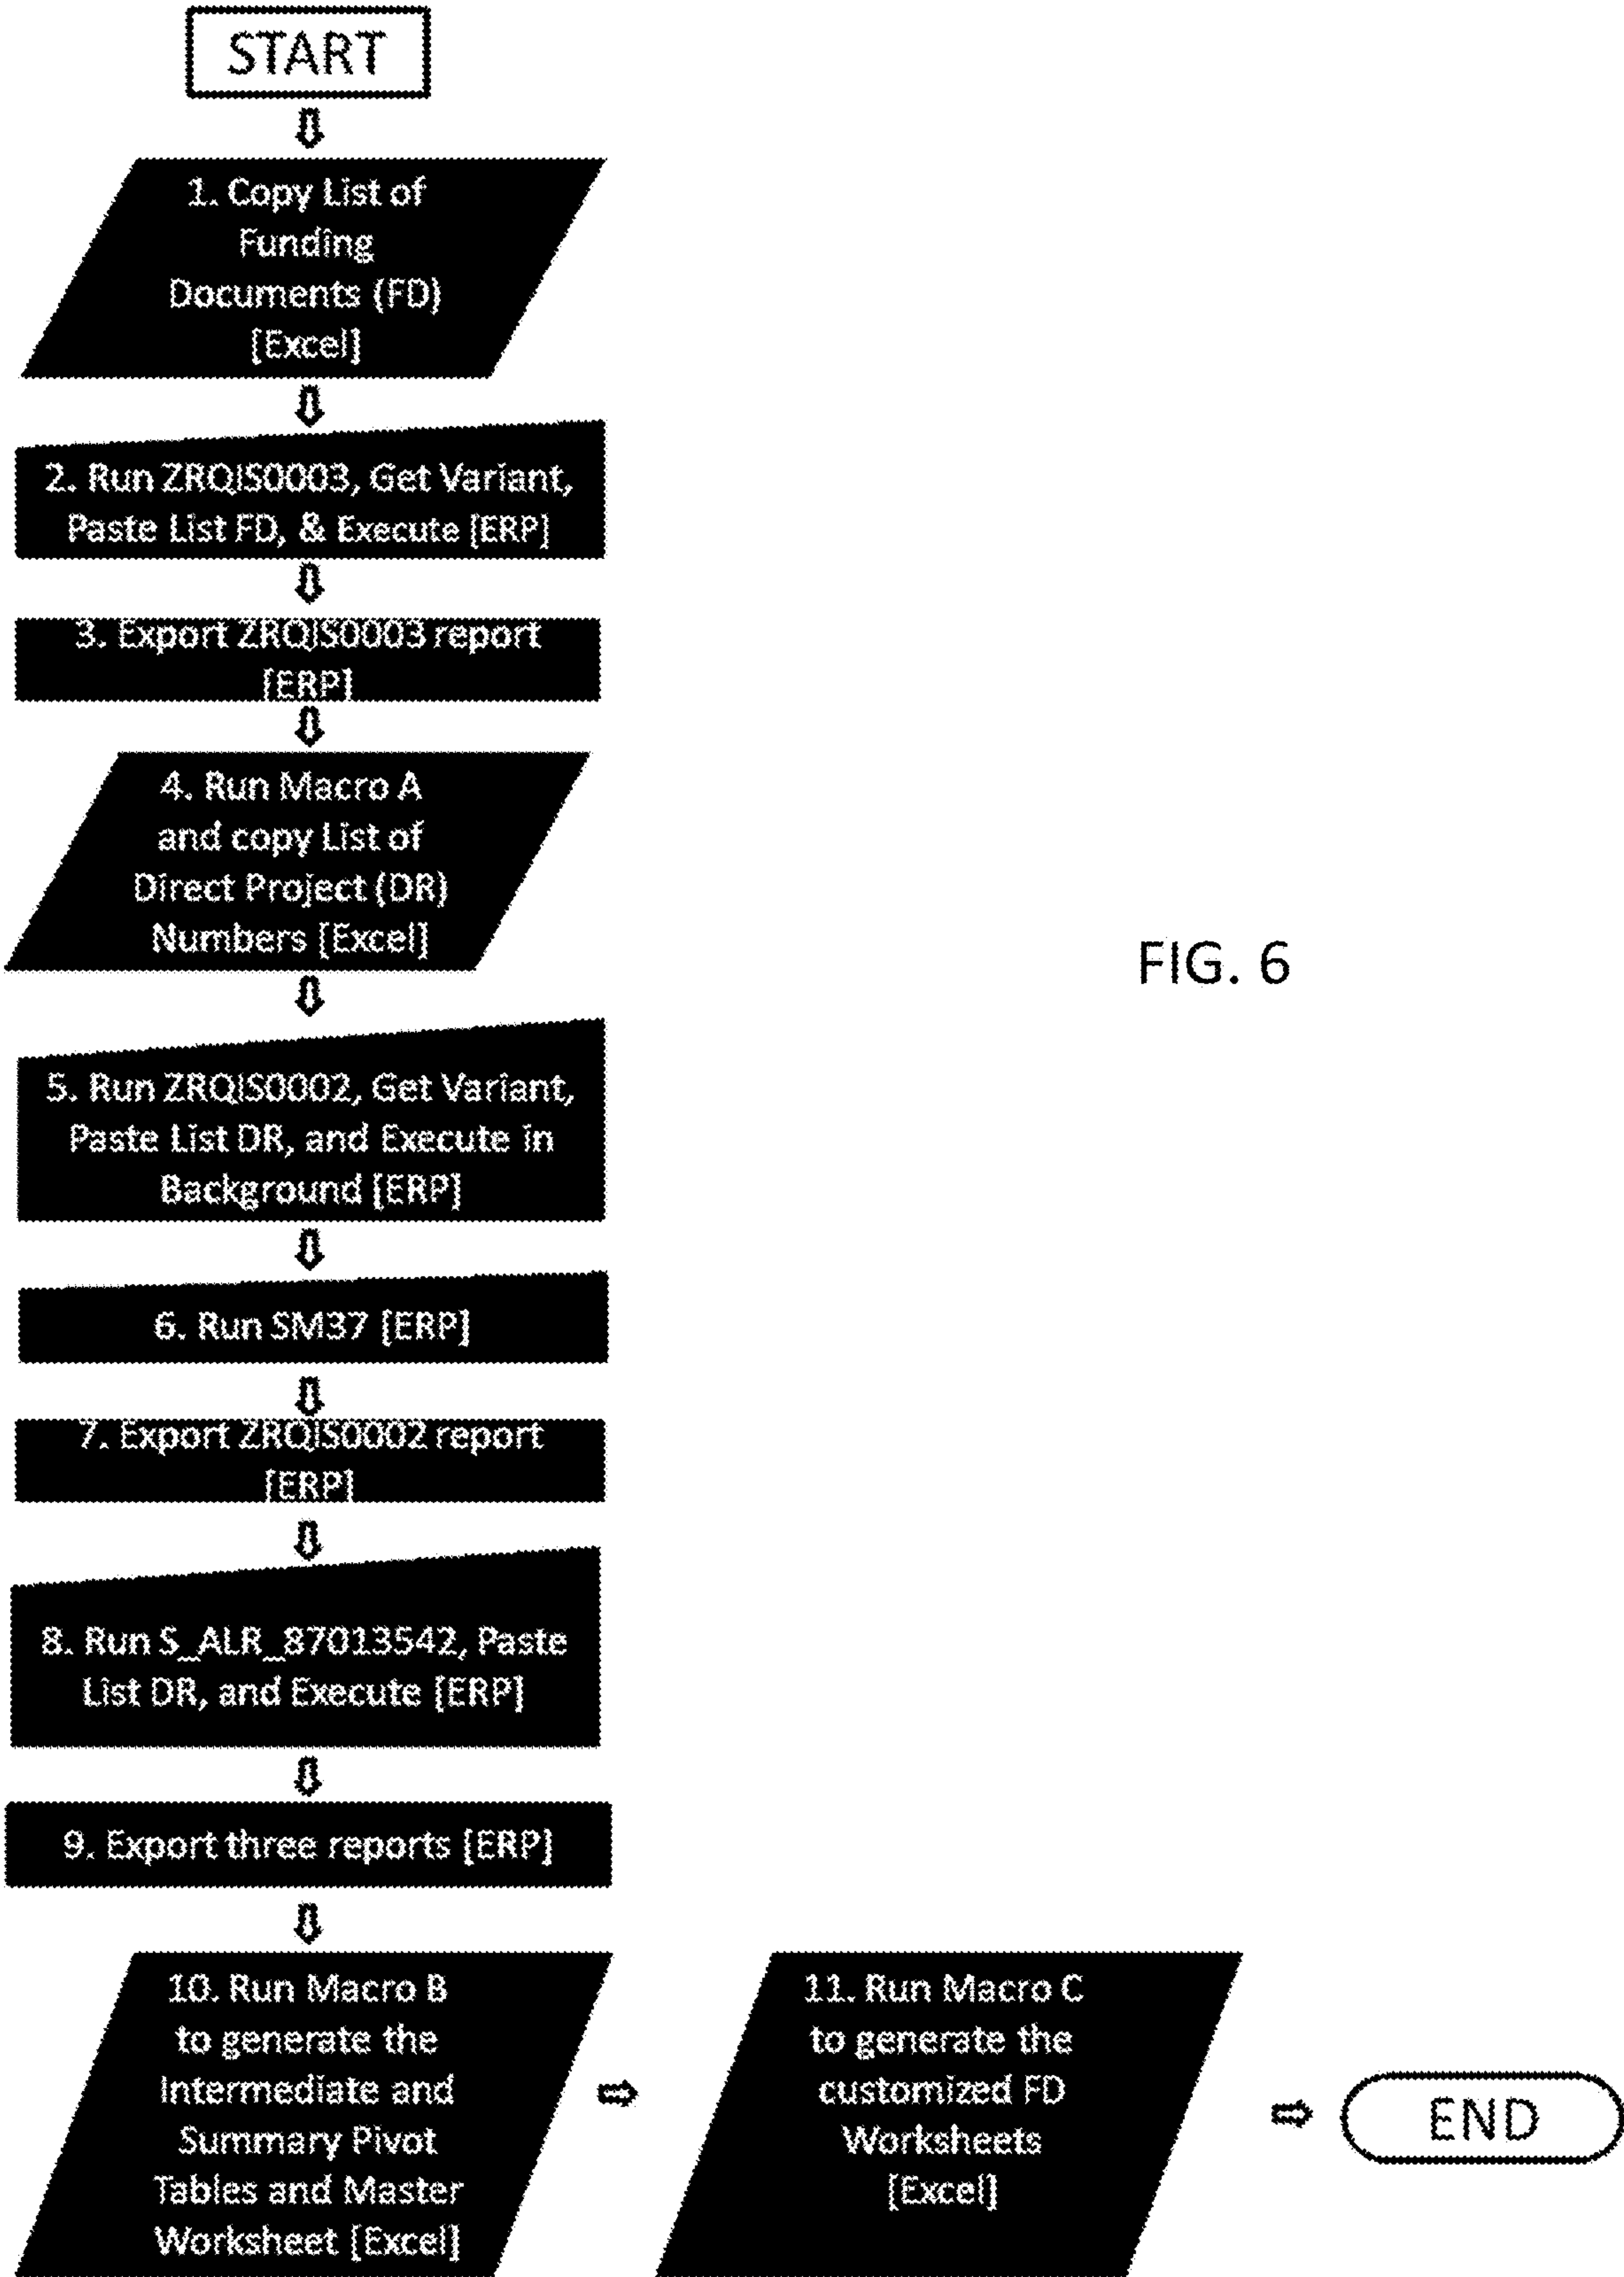 START
1. Copy List of
Funding
Documents (FD)
[Excel]
2. Run ZRQIS0003, Get Variant,
Paste List FD, & Execute [ERP]
3. Export ZRQIS0003 report
[ERP]
4. Run Macro A
and copy List of
Direct Project (DR)
Numbers [Excel]
FIG. 6
5. Run ZRQIS0002, Get Variant,
Paste List DR, and Execute in
Background [ERP]
6. Run SM37 [ERP]
7. Export ZRQIS0002 report
[ERP]
8. Run S_ALR_87013542, Paste
List DR, and Execute [ERP]
9. Export three reports [ERP]
10. Run Macro B
to generate the
Intermediate and
Summary Pivot
Tables and Master
Worksheet [Excel]
11. Run Macro C
to generate the
customized FD
Worksheets
[Excel]
END